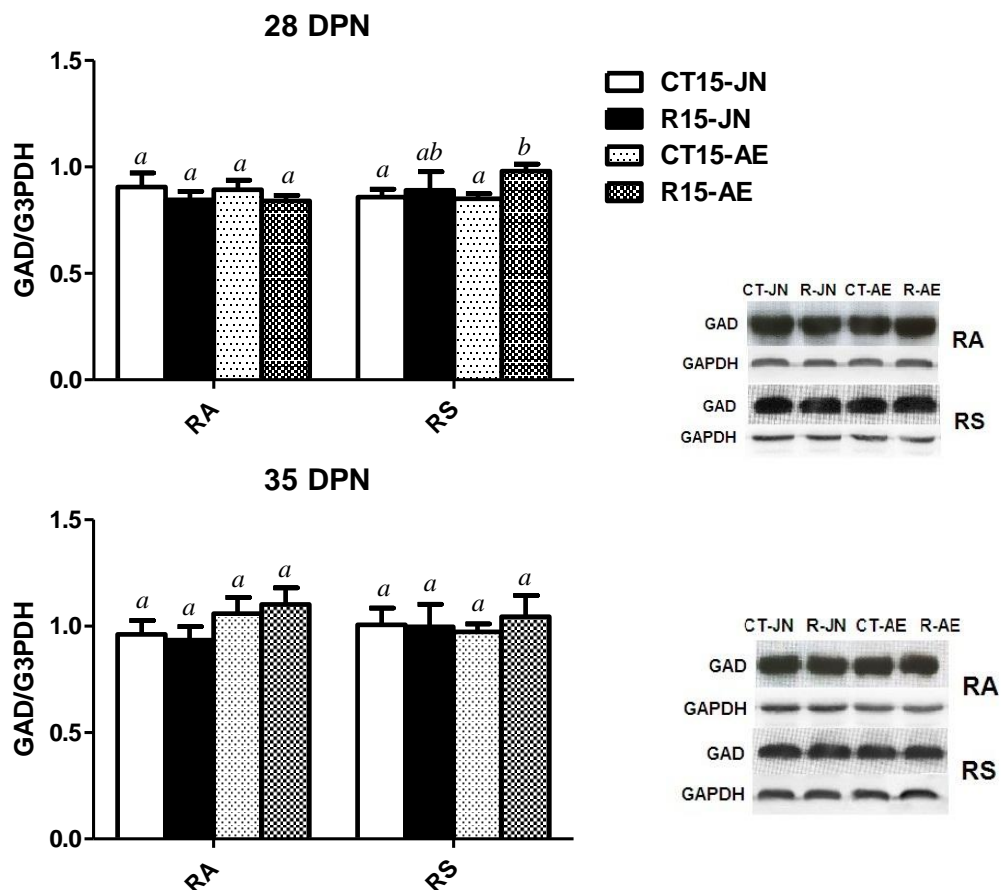 28 DPN
GAD/G3PDH
1.5
1.0
0.5
0.0
a
a
a
a
a
ab
a
b
RA
RS
CT15-JN
R15-JN
CT15-AE
R15-AE
CT-JN R-JN CT-AE R-AE
GAD
RA
GAPDH
GAD
RS
GAPDH
35 DPN
GAD/G3PDH
1.5
1.0
0.5
0.0
a
a
a
a
a
a
a
a
RA
RS
CT-JN R-JN CT-AE R-AE
GAD
RA
GAPDH
GAD
RS
GAPDH